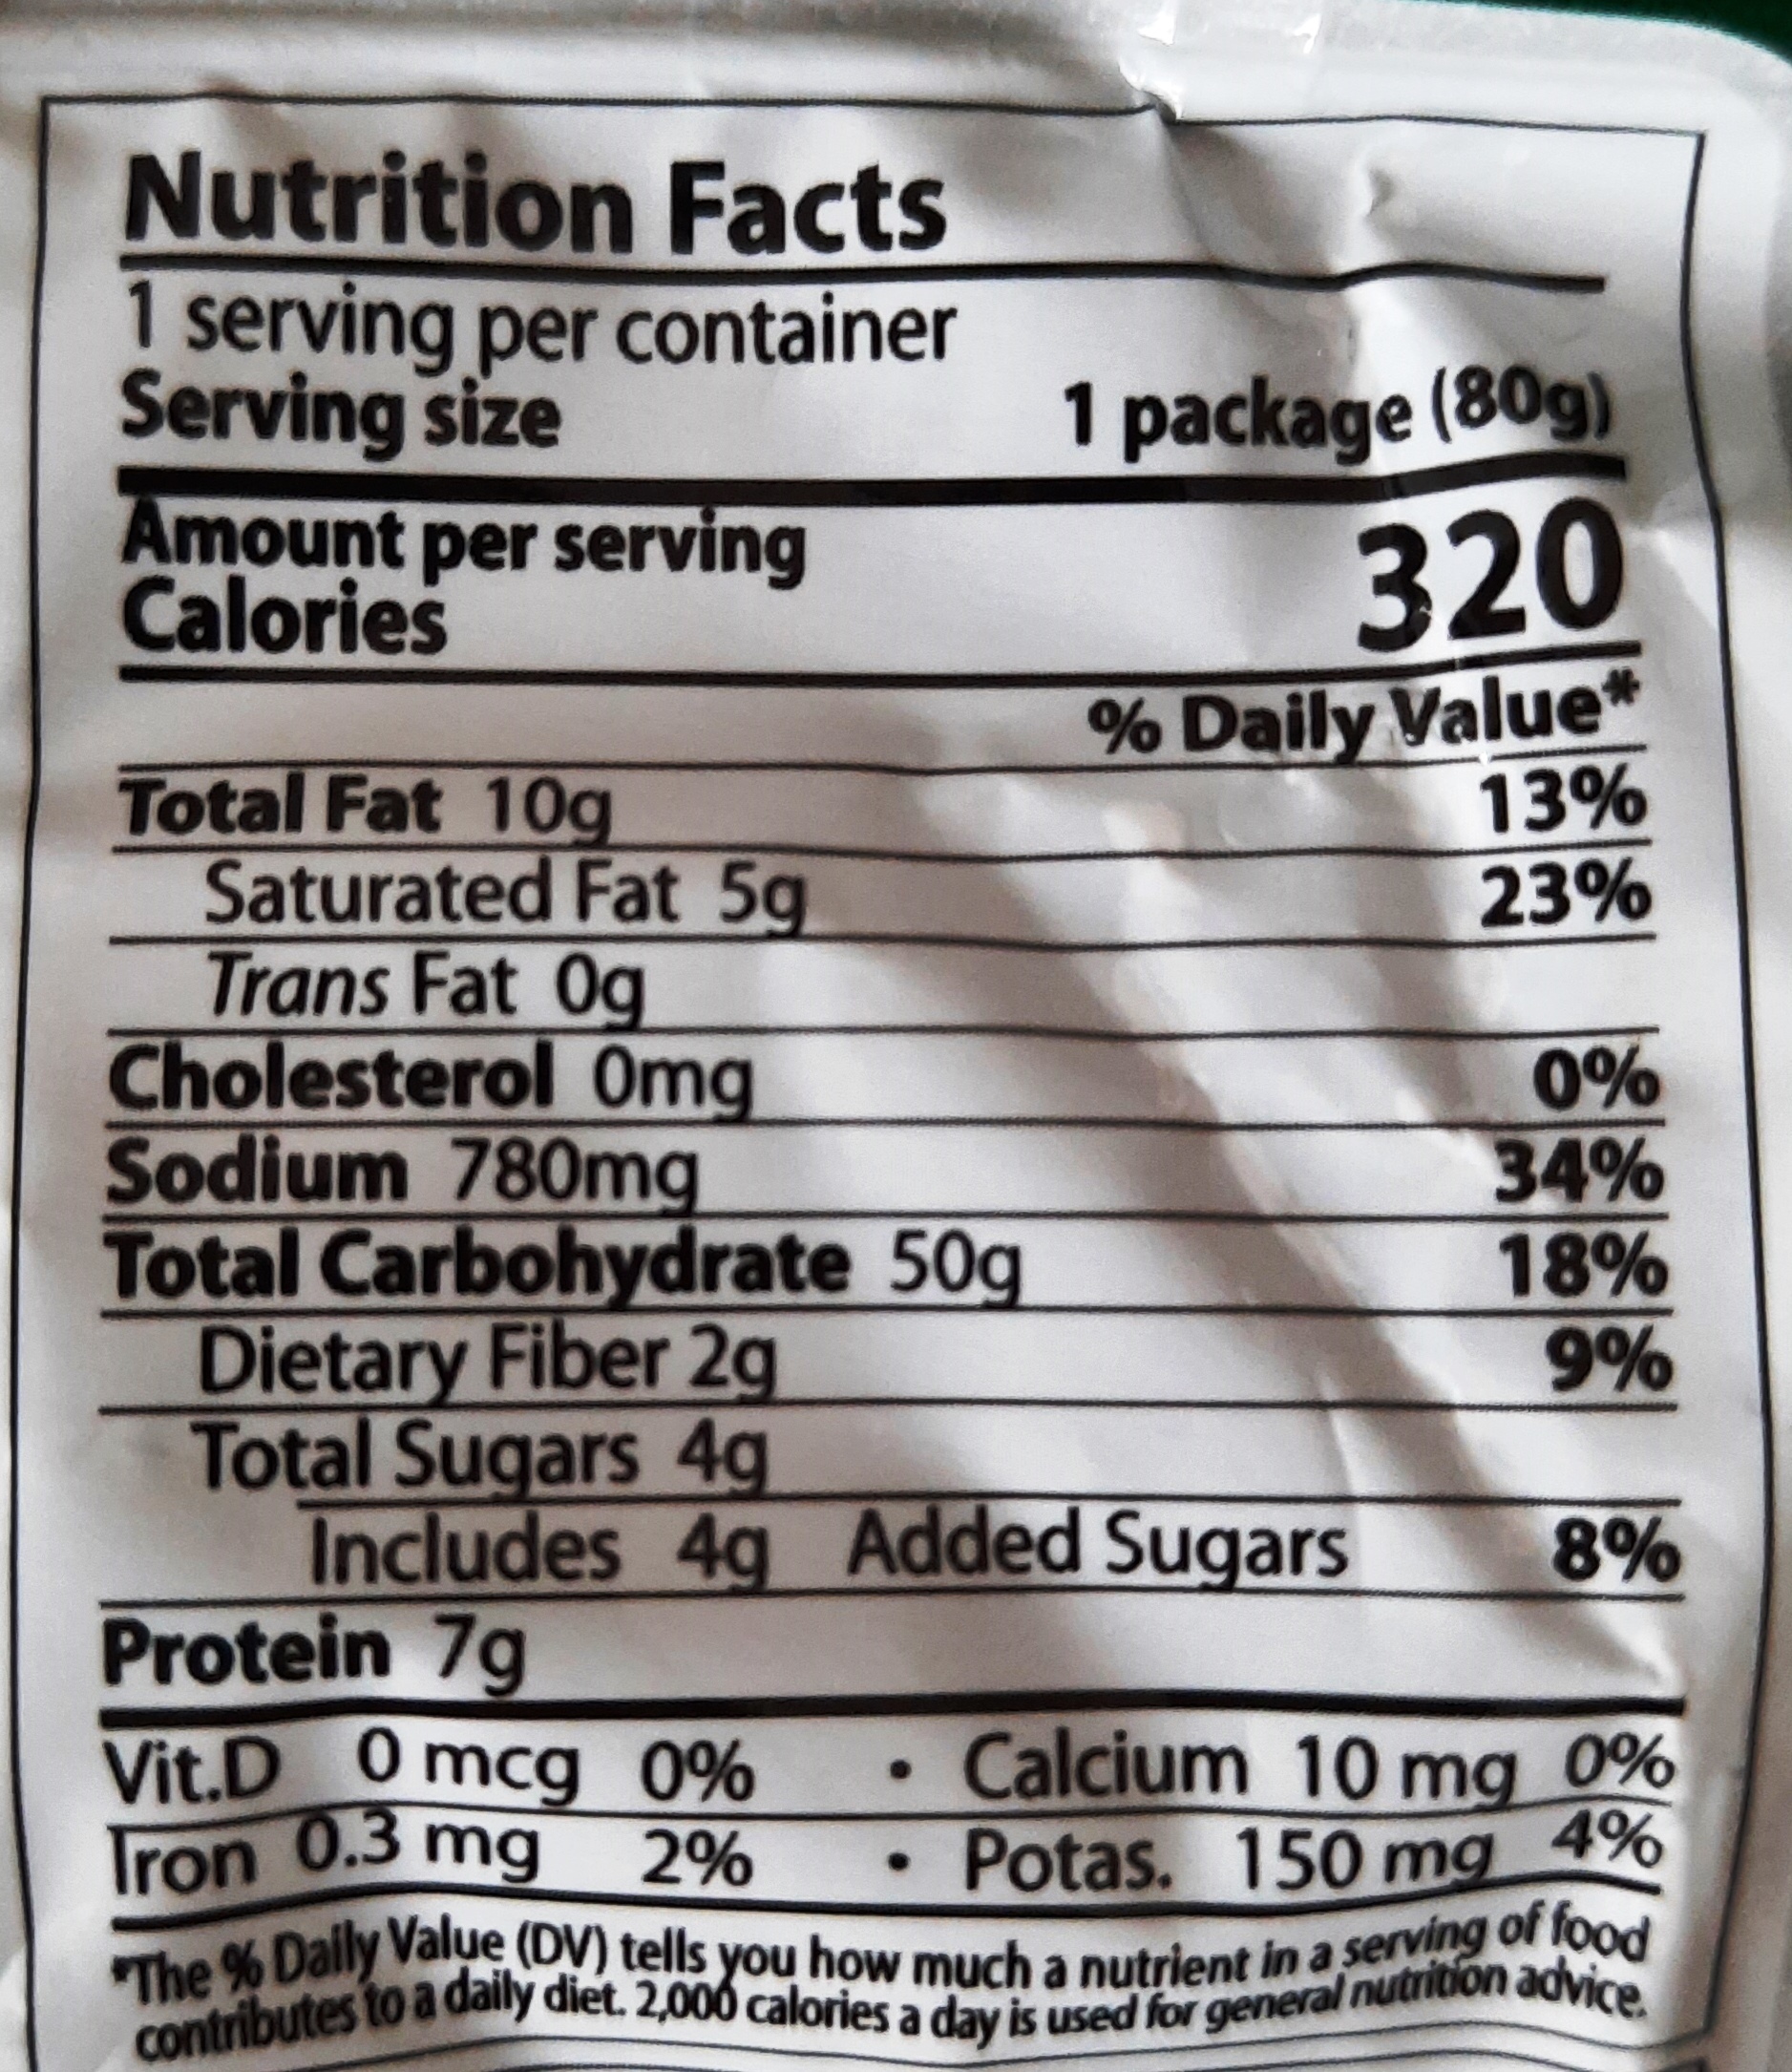 Nutrition Facts
1 serving per container
Serving size 1 package (80g)
Amount per serving
Calories 320
% Daily Value*
Total Fat 10g 13%
Saturated Fat 5g 23%
Trans Fat 0g
Cholesterol 0mg 0%
Sodium 780mg 34%
Total Carbohydrate 50g 18%
Dietary Fiber 2g 9%
Total Sugars 4g
Includes 4g Added Sugars 8%
Protein 7g
Vit.D 0 mcg 0% • Calcium 10 mg 0%
Iron 0.3 mg 2% • Potas. 150 mg 4%
*The % Daily Value (DV) tells you how much a nutrient in a serving of food
contributes to a daily diet. 2,000 calories a day is used for general nutrition advice.